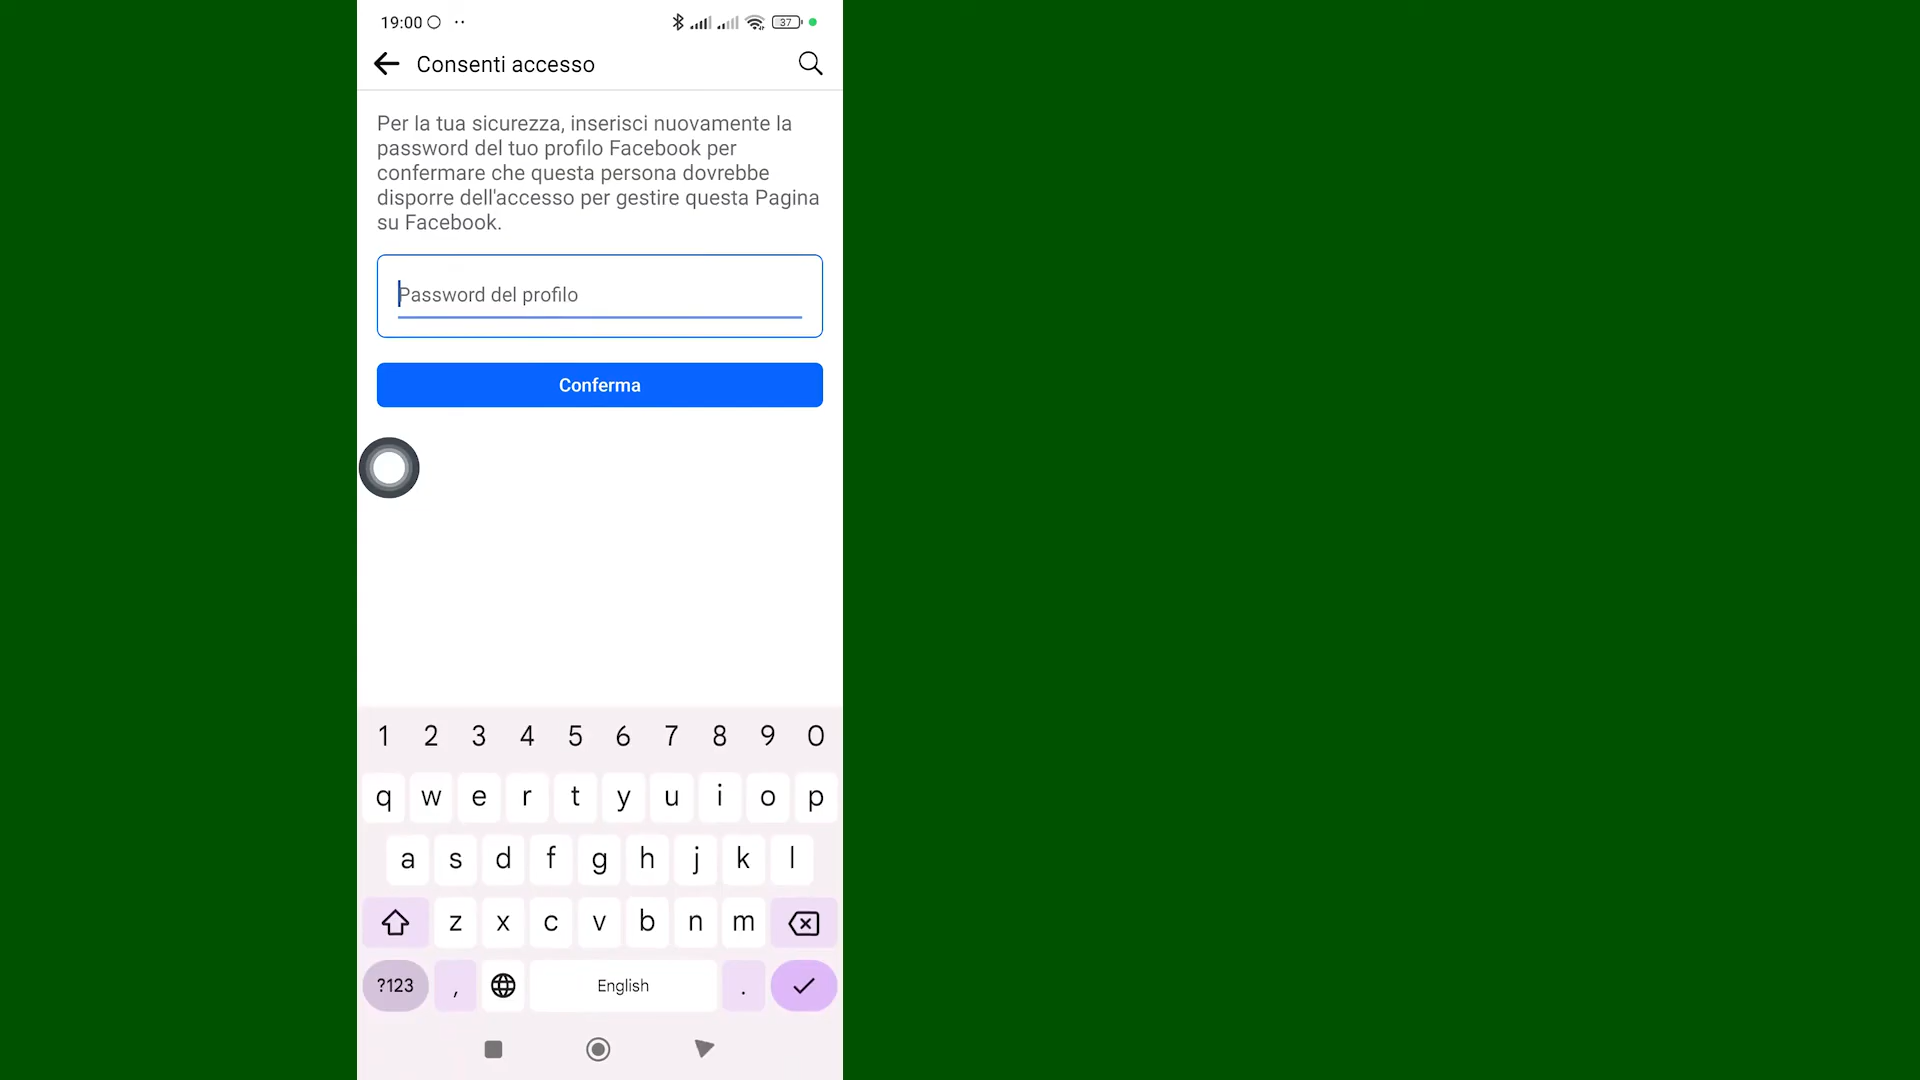 19:00
37
Consenti accesso
Per la tua sicurezza, inserisci nuovamente la
password del tuo profilo Facebook per
confermare che questa persona dovrebbe
disporre dell'accesso per gestire questa Pagina
su Facebook.
Password del profilo
Conferma
1 2 3 4 5 6 7 8 9 0
q w e r t y u i o p
a s d f g h j k l
z x c v b n m
?123 , English .